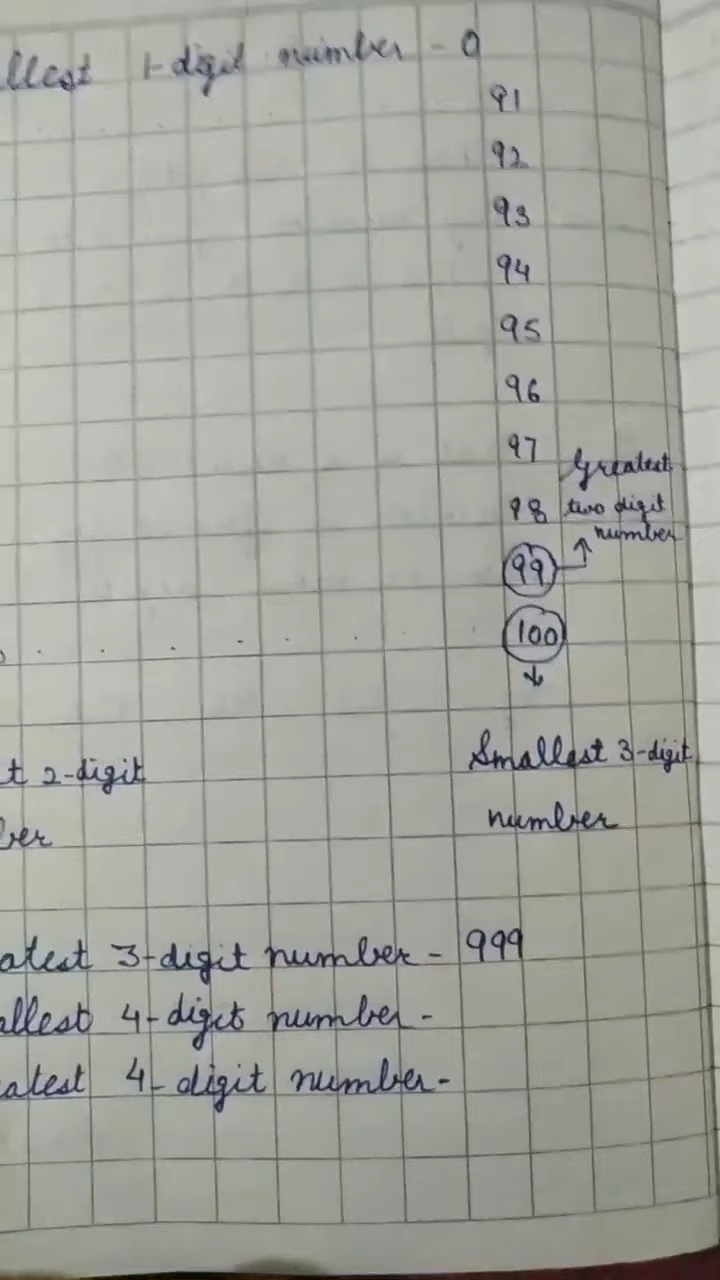 llest 1-digit number - 0
91
92
93
94
95
96
97
Greatest
98 two digit
number
99
100
t 2-digit
ber
Smallest 3-digit
number
atest 3-digit number - 999
allest 4-digit number -
atest 4-digit number -